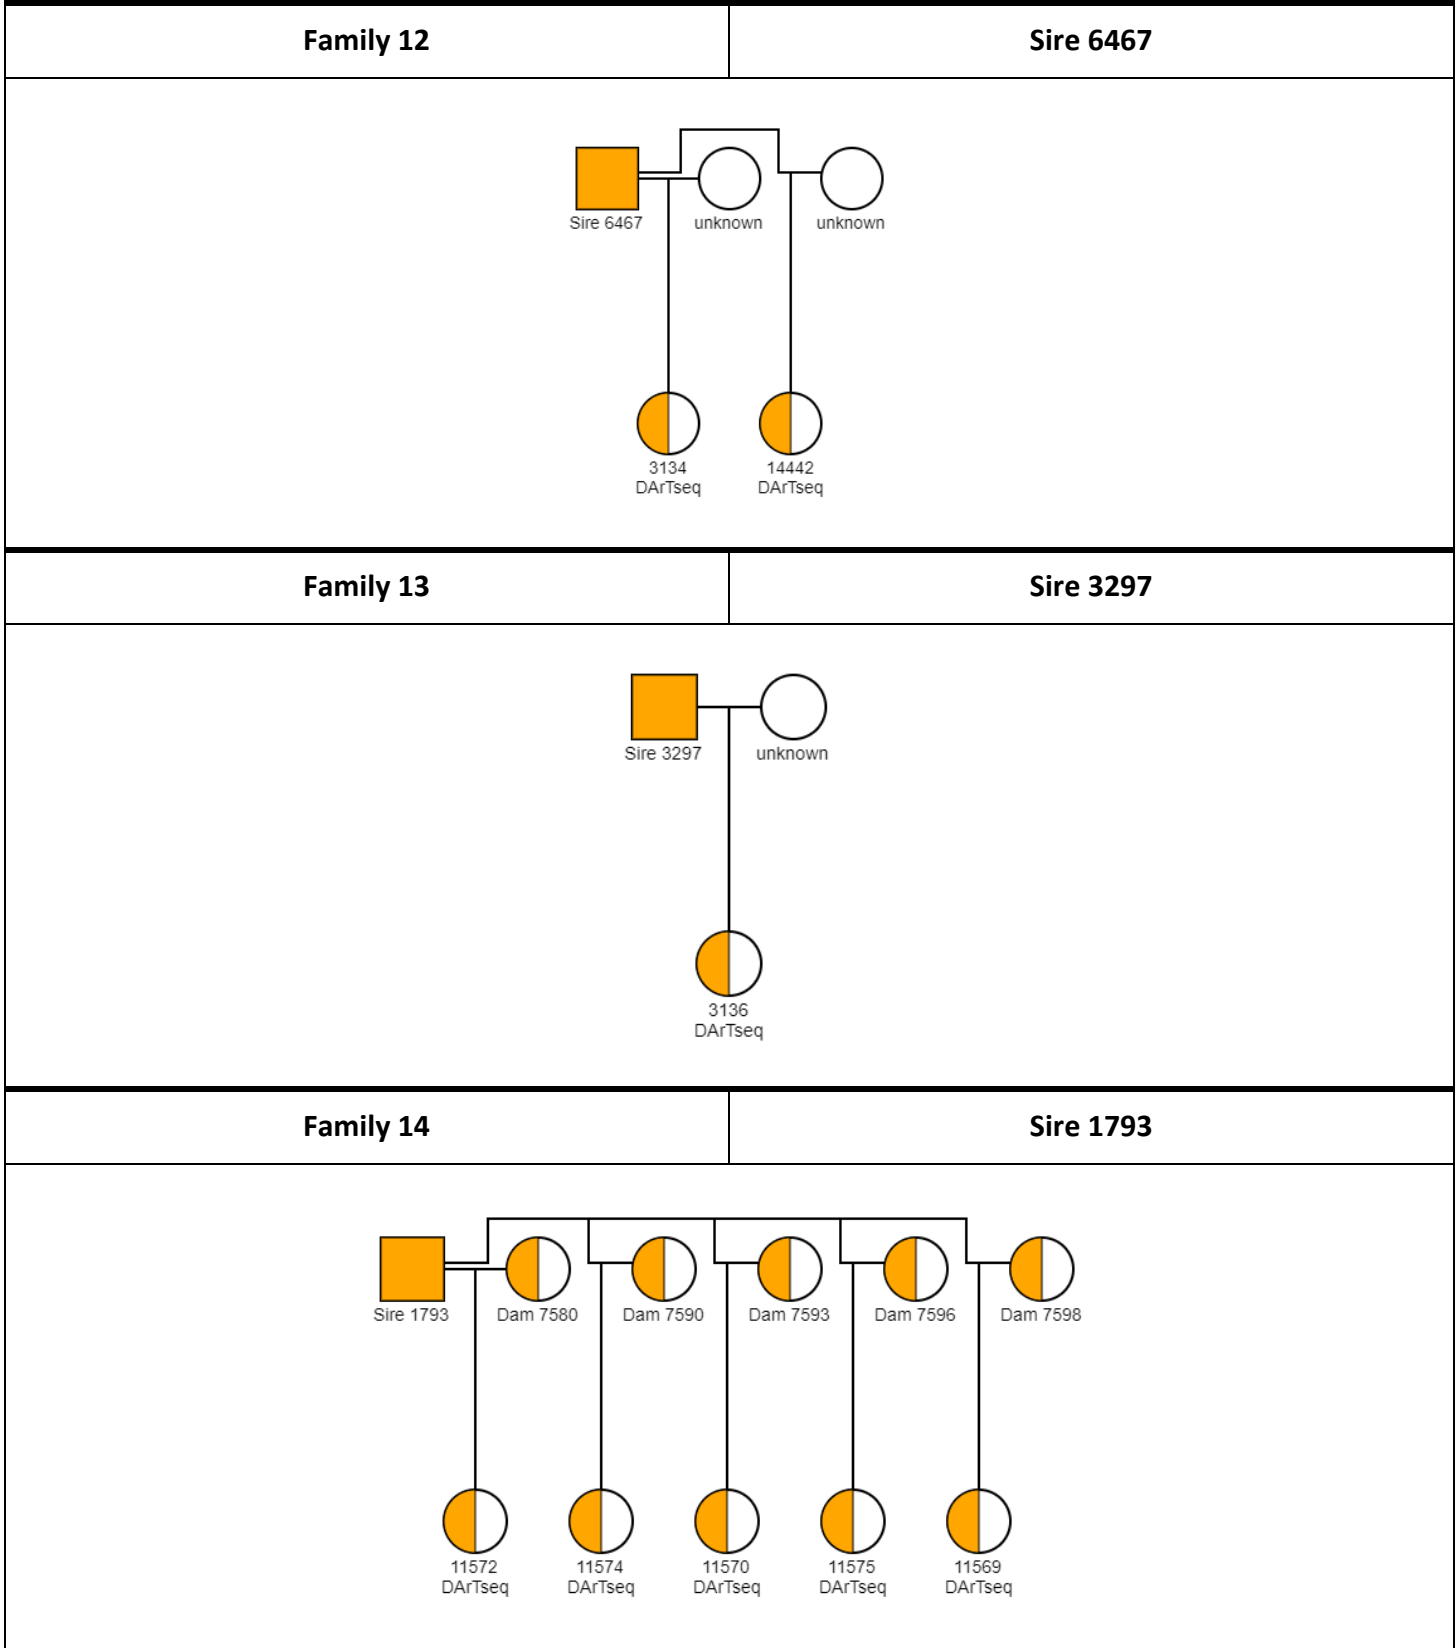 Family 12
Sire 6467
Sire 6467
unknown
unknown
3134
DArTseq
14442
DArTseq
Family 13
Sire 3297
Sire 3297
unknown
3136
DArTseq
Family 14
Sire 1793
Sire 1793
Dam 7580
Dam 7590
Dam 7593
Dam 7596
Dam 7598
11572
DArTseq
11574
DArTseq
11570
DArTseq
11575
DArTseq
11569
DArTseq